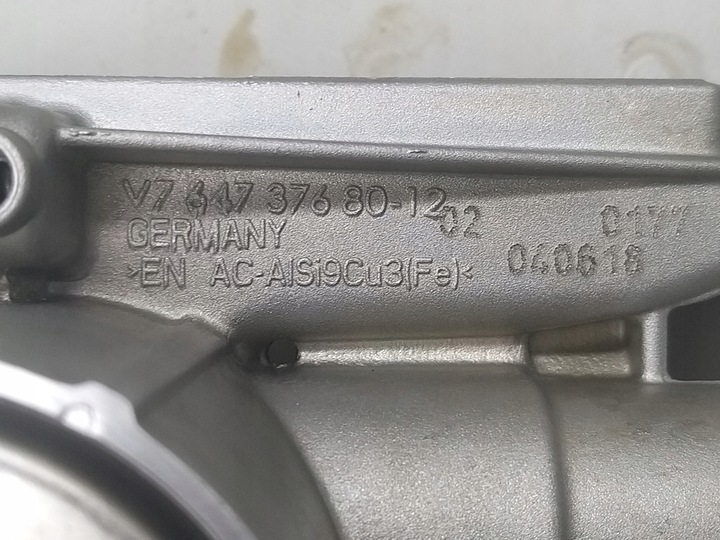 V7 647 376 80-12 02 0177
GERMANY
>EN AC-AlSi9Cu3(Fe)< 040618